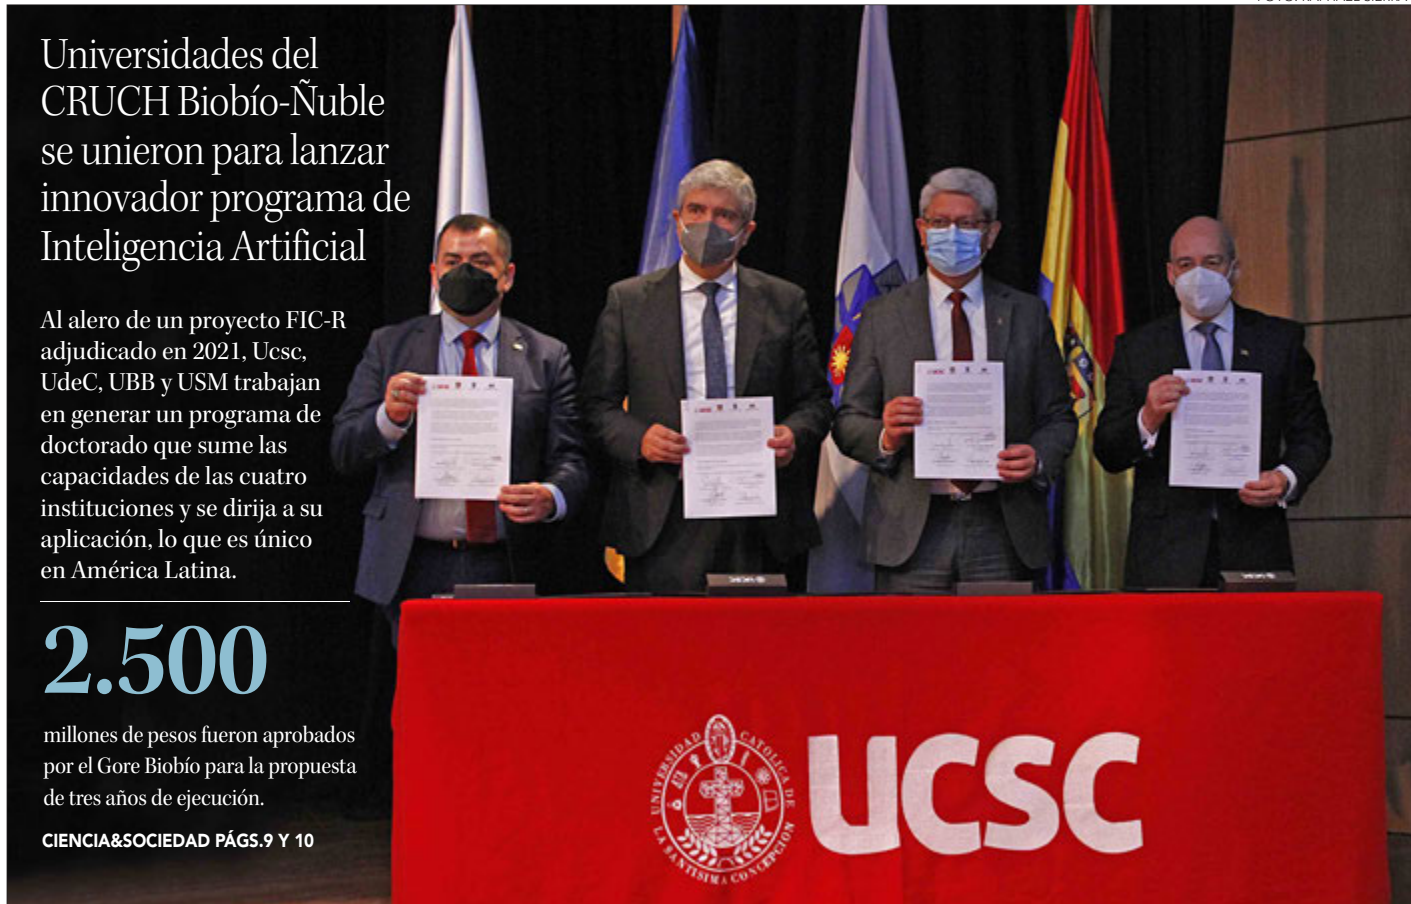 Universidades del
CRUCH Biobío-Ñuble
se unieron para lanzar
innovador programa de
Inteligencia Artificial
Al alero de un proyecto FIC-R
adjudicado en 2021, Ucsc,
UdeC, UBB y USM trabajan
en generar un programa de
doctorado que sume las
capacidades de las cuatro
instituciones y se dirija a su
aplicación, lo que es único
en América Latina.
2.500
millones de pesos fueron aprobados
por el Gore Biobío para la propuesta
de tres años de ejecución.
CIENCIA&SOCIEDAD PÁGS.9 Y 10
UNIVERSIDAD CATOLICA DE
LA SANTISIMA CONCEPCION
UCSC